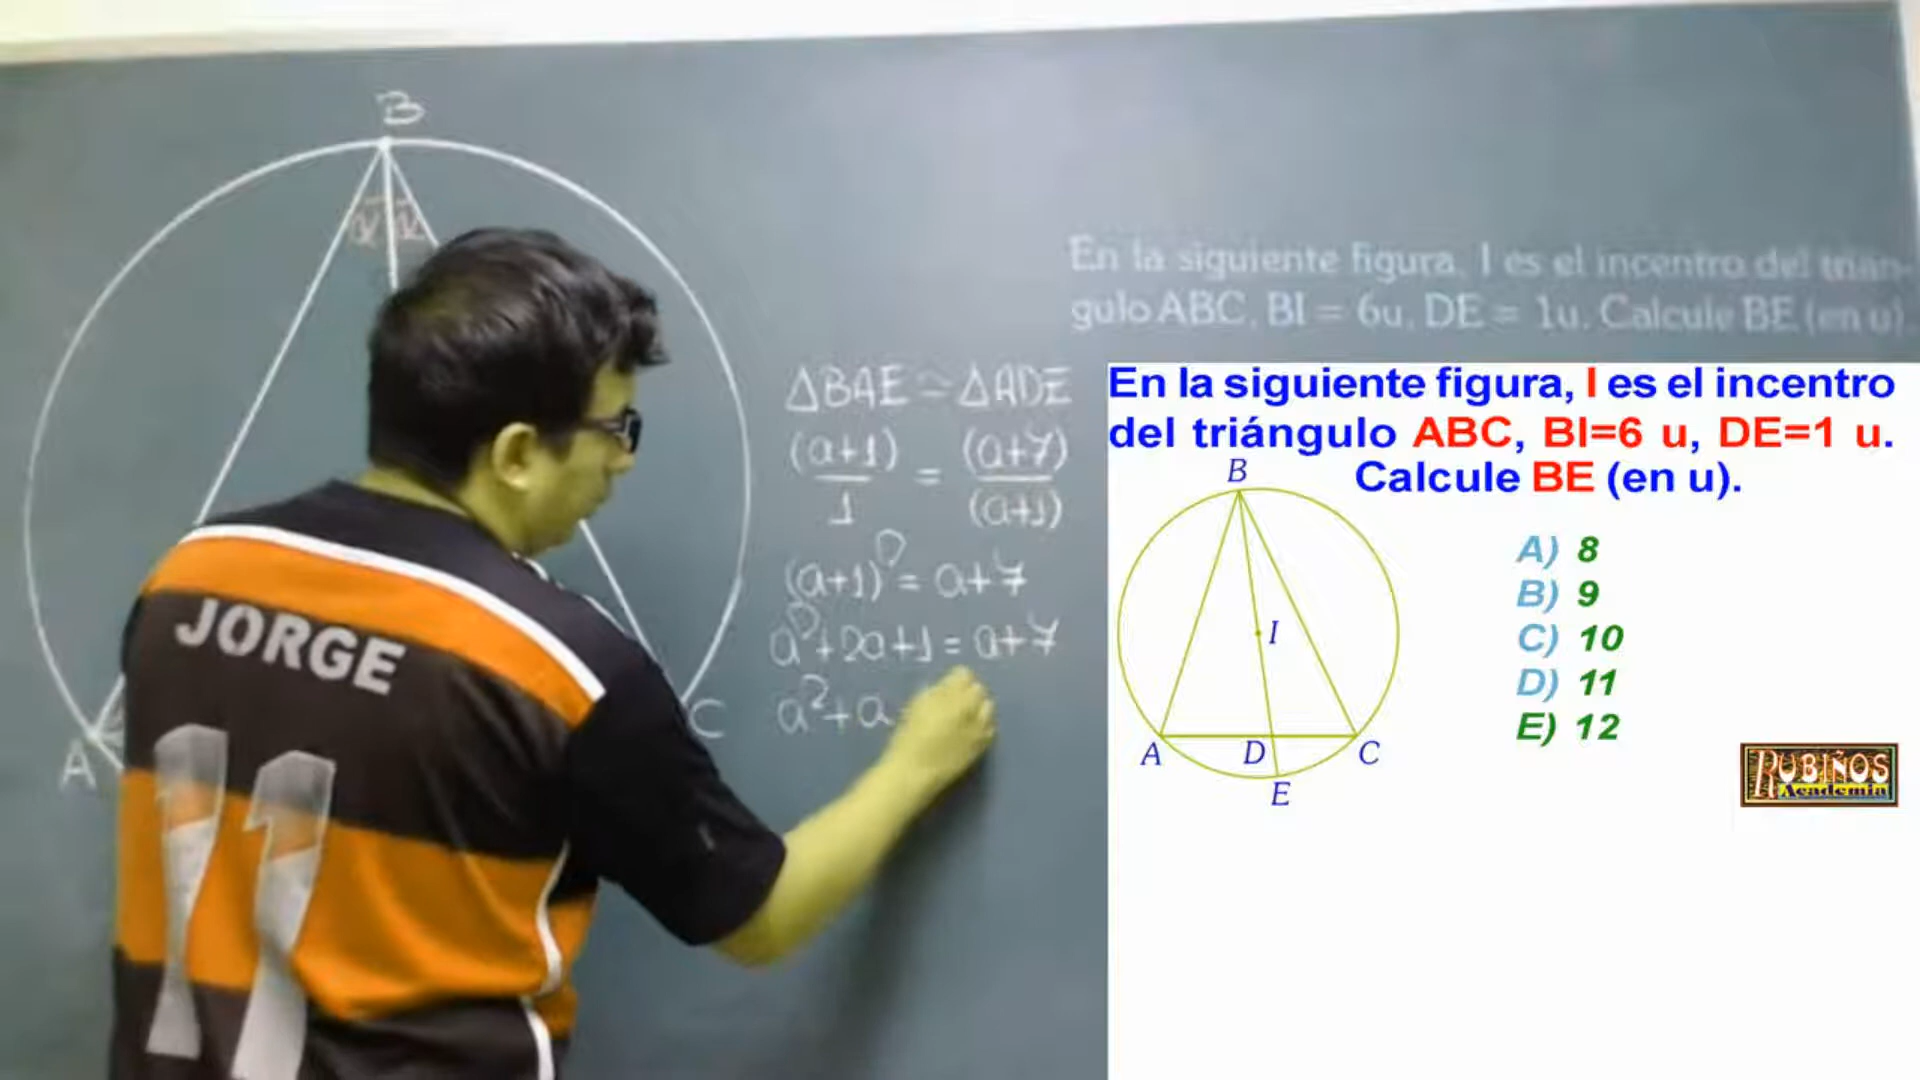 B
α α
A
C
△BAE ≃ △ADE
(a+1) / 1 = (a+7) / (a+1)
(a+1)² = a+7
a²+2a+1 = a+7
a²+a
JORGE
11
En la siguiente figura, I es el incentro del trian-
gulo ABC, BI = 6u, DE = 1u. Calcule BE (en u).
En la siguiente figura, I es el incentro
del triángulo ABC, BI=6 u, DE=1 u.
Calcule BE (en u).
B
I
A
D
C
E
A) 8
B) 9
C) 10
D) 11
E) 12
RUBIÑOS
Academia